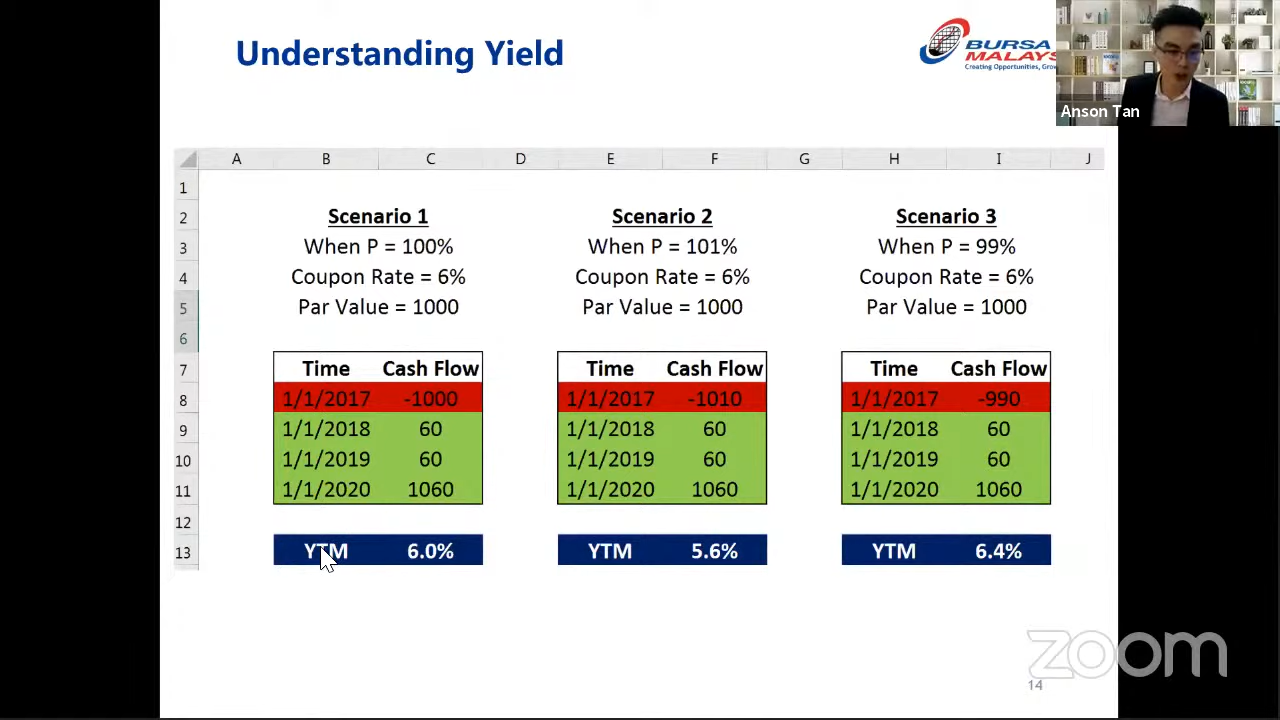 Understanding Yield
BURSA
MALAYS
Creating Opportunities, Grow
Anson Tan
A B C D E F G H I J
1
2 Scenario 1 Scenario 2 Scenario 3
3 When P = 100% When P = 101% When P = 99%
4 Coupon Rate = 6% Coupon Rate = 6% Coupon Rate = 6%
5 Par Value = 1000 Par Value = 1000 Par Value = 1000
6
7 Time Cash Flow Time Cash Flow Time Cash Flow
8 1/1/2017 -1000 1/1/2017 -1010 1/1/2017 -990
9 1/1/2018 60 1/1/2018 60 1/1/2018 60
10 1/1/2019 60 1/1/2019 60 1/1/2019 60
11 1/1/2020 1060 1/1/2020 1060 1/1/2020 1060
12
13 YTM 6.0% YTM 5.6% YTM 6.4%
zoom
14